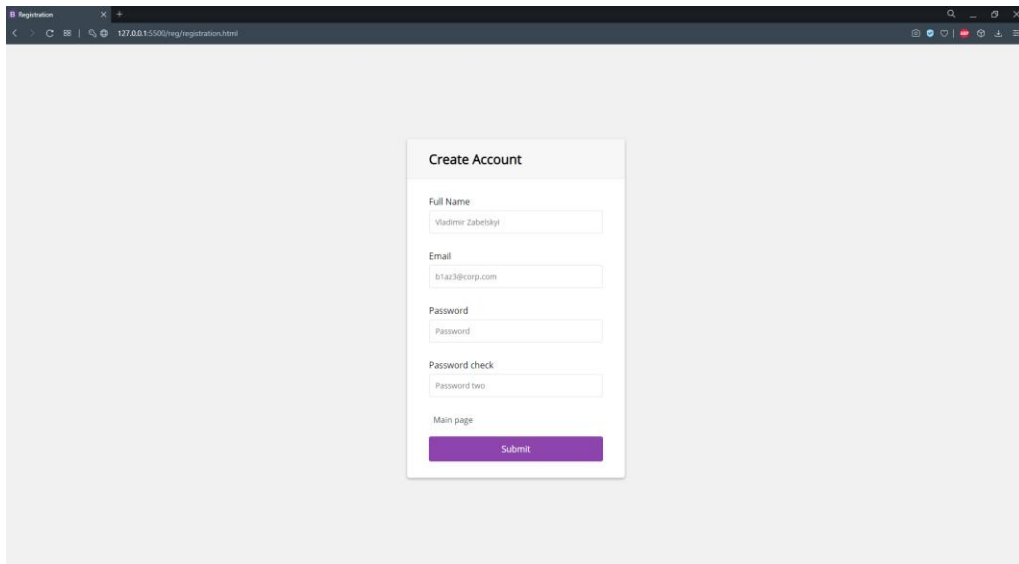 B Registration
127.0.0.1:5500/reg/registration.html
Create Account
Full Name
Vladimir Zabelskyi
Email
b1az3@corp.com
Password
Password
Password check
Password two
Main page
Submit